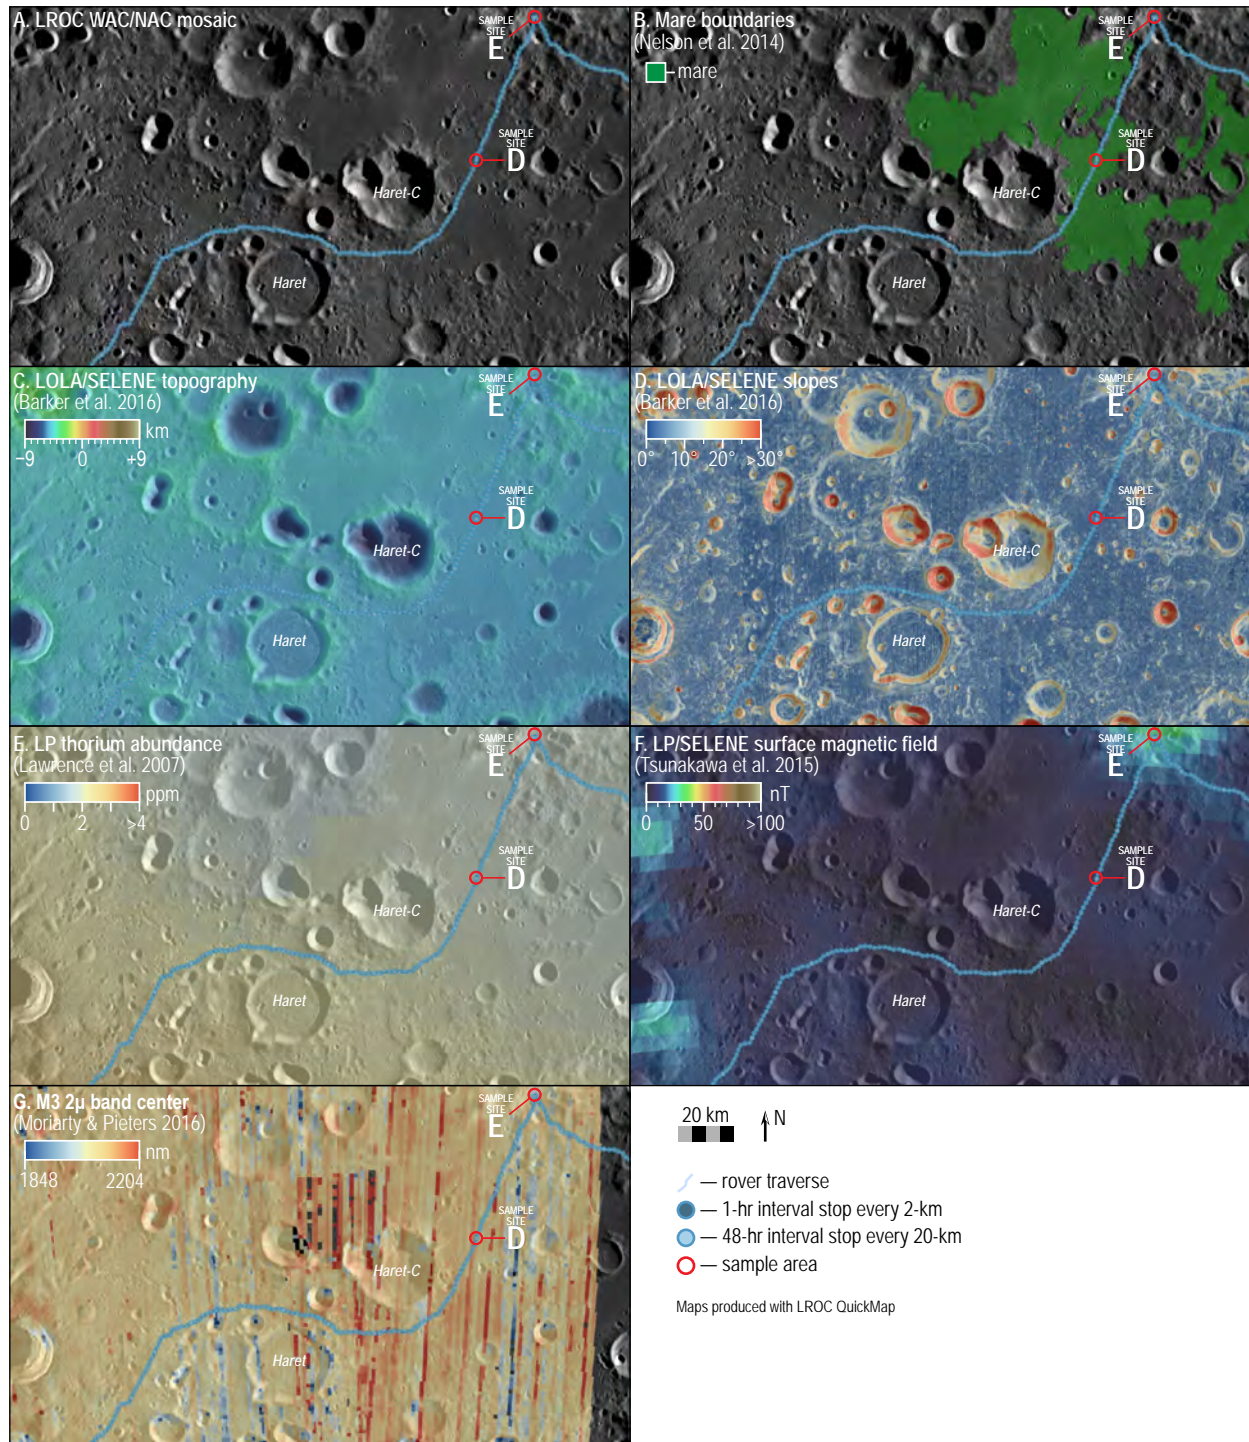 A. LROC WAC/NAC mosaic
SAMPLE
SITE
E
SAMPLE
SITE
D
Haret-C
Haret
B. Mare boundaries
(Nelson et al. 2014)
mare
SAMPLE
SITE
E
SAMPLE
SITE
D
Haret-C
Haret
C. LOLA/SELENE topography
(Barker et al. 2016)
km
−9 0 +9
SAMPLE
SITE
E
SAMPLE
SITE
D
Haret-C
Haret
D. LOLA/SELENE slopes
(Barker et al. 2016)
0° 10° 20° >30°
SAMPLE
SITE
E
SAMPLE
SITE
D
Haret-C
Haret
E. LP thorium abundance
(Lawrence et al. 2007)
ppm
0 2 >4
SAMPLE
SITE
E
SAMPLE
SITE
D
Haret-C
Haret
F. LP/SELENE surface magnetic field
(Tsunakawa et al. 2015)
nT
0 50 >100
SAMPLE
SITE
E
SAMPLE
SITE
D
Haret-C
Haret
G. M3 2μ band center
(Moriarty & Pieters 2016)
nm
1848 2204
SAMPLE
SITE
E
SAMPLE
SITE
D
Haret-C
Haret
20 km
N
— rover traverse
— 1-hr interval stop every 2-km
— 48-hr interval stop every 20-km
— sample area
Maps produced with LROC QuickMap